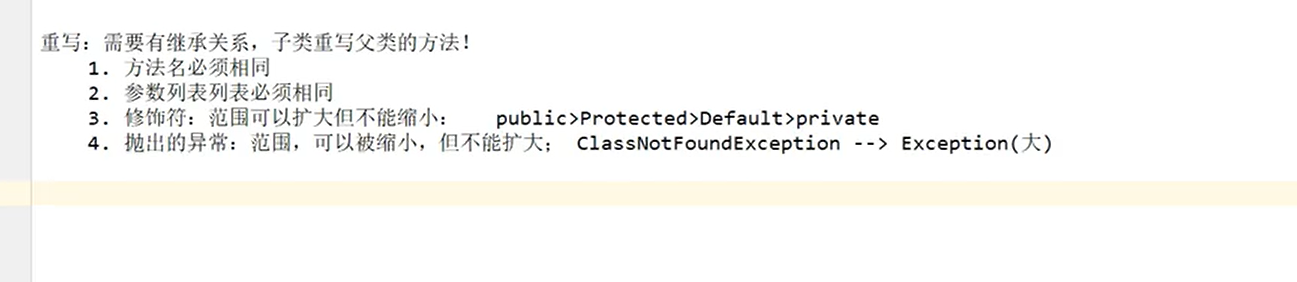 重写：需要有继承关系，子类重写父类的方法！
1. 方法名必须相同
2. 参数列表列表必须相同
3. 修饰符：范围可以扩大但不能缩小： public>Protected>Default>private
4. 抛出的异常：范围，可以被缩小，但不能扩大； ClassNotFoundException --> Exception(大)